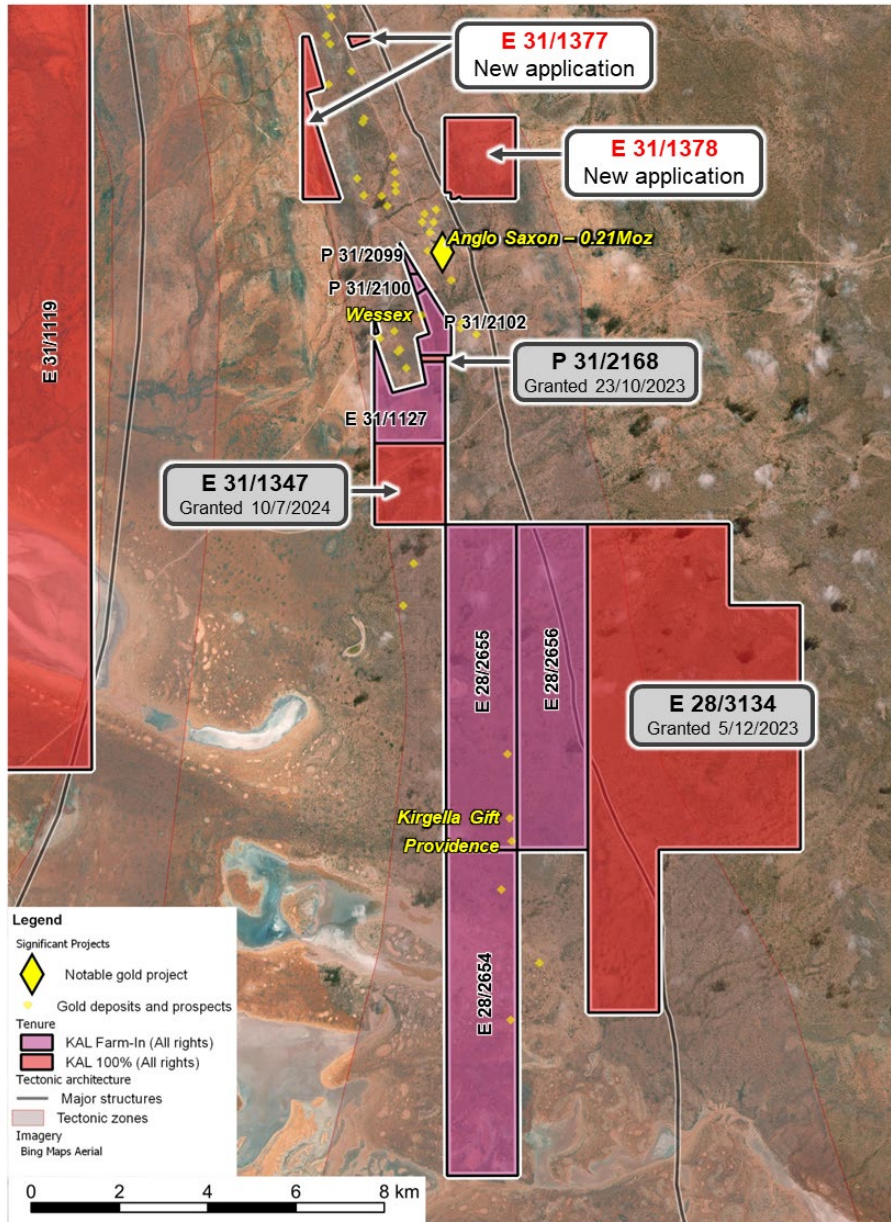 E 31/1377
New application
E 31/1378
New application
Anglo Saxon – 0.21Moz
P 31/2099
P 31/2100
Wessex
P 31/2102
E 31/1119
P 31/2168
Granted 23/10/2023
E 31/1127
E 31/1347
Granted 10/7/2024
E 28/2655
E 28/2656
E 28/3134
Granted 5/12/2023
Kirgella Gift
Providence
E 28/2654
Legend
Significant Projects
Notable gold project
Gold deposits and prospects
Tenure
KAL Farm-In (All rights)
KAL 100% (All rights)
Tectonic architecture
Major structures
Tectonic zones
Imagery
Bing Maps Aerial
0 2 4 6 8 km